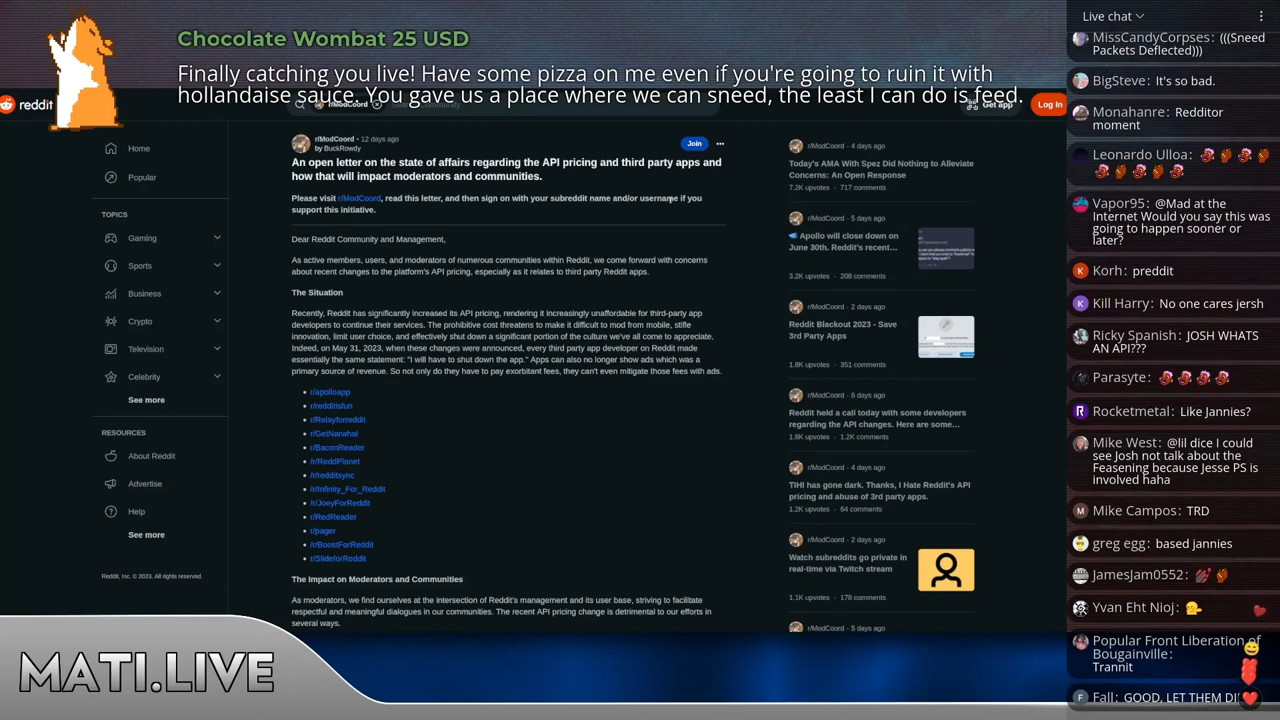 Chocolate Wombat 25 USD
Finally catching you live! Have some pizza on me even if you're going to ruin it with
hollandaise sauce. You gave us a place where we can sneed, the least I can do is feed.
reddit
r/ModCoord
Get app
Log In
Home
Popular
TOPICS
Gaming
Sports
Business
Crypto
Television
Celebrity
See more
RESOURCES
About Reddit
Advertise
Help
See more
Reddit, Inc. © 2023. All rights reserved.
r/ModCoord • 12 days ago
by BuckRowdy
Join
An open letter on the state of affairs regarding the API pricing and third party apps and
how that will impact moderators and communities.
Please visit r/ModCoord, read this letter, and then sign on with your subreddit name and/or username if you
support this initiative.
Dear Reddit Community and Management,
As active members, users, and moderators of numerous communities within Reddit, we come forward with concerns
about recent changes to the platform's API pricing, especially as it relates to third party Reddit apps.
The Situation
Recently, Reddit has significantly increased its API pricing, rendering it increasingly unaffordable for third-party app
developers to continue their services. The prohibitive cost threatens to make it difficult to mod from mobile, stifle
innovation, limit user choice, and effectively shut down a significant portion of the culture we've all come to appreciate.
Indeed, on May 31, 2023, when these changes were announced, every third party app developer on Reddit made
essentially the same statement: "I will have to shut down the app." Apps can also no longer show ads which was a
primary source of revenue. So not only do they have to pay exorbitant fees, they can't even mitigate those fees with ads.
r/apolloapp
r/redditisfun
r/Relayforreddit
r/GetNarwhal
r/BaconReader
/r/ReddPlanet
/r/redditsync
/r/Infinity_For_Reddit
/r/JoeyForReddit
r/RedReader
/r/pager
/r/BoostForReddit
/r/SlideforReddit
The Impact on Moderators and Communities
As moderators, we find ourselves at the intersection of Reddit's management and its user base, striving to facilitate
respectful and meaningful dialogues in our communities. The recent API pricing change is detrimental to our efforts in
several ways.
r/ModCoord · 4 days ago
Today's AMA With Spez Did Nothing to Alleviate
Concerns: An Open Response
7.2K upvotes · 717 comments
r/ModCoord · 5 days ago
Apollo will close down on
June 30th. Reddit's recent…
3.2K upvotes · 208 comments
r/ModCoord · 2 days ago
Reddit Blackout 2023 - Save
3rd Party Apps
1.8K upvotes · 351 comments
r/ModCoord · 6 days ago
Reddit held a call today with some developers
regarding the API changes. Here are some…
1.8K upvotes · 1.2K comments
r/ModCoord · 4 days ago
TIHI has gone dark. Thanks, I Hate Reddit's API
pricing and abuse of 3rd party apps.
1.2K upvotes · 64 comments
r/ModCoord · 2 days ago
Watch subreddits go private in
real-time via Twitch stream
1.1K upvotes · 178 comments
r/ModCoord · 5 days ago
Live chat
MissCandyCorpses: (((Sneed
Packets Deflected)))
BigSteve: It's so bad.
Monananne: Redditor
moment
Leonardo Ulloa:
Vapor95: @Mad at the
Internet Would you say this was
going to happen sooner or
later?
Koh: preddit
Kill Harry: No one cares jersh
Amish Joe: JOSH WHATS
AN APP??
Parasyte:
Rocksmetal: fucj jandest
Mike West: Sadico should
see josh not talking about the
Reptiloing because PPS is
involved in it
Mike Campos: TRD
greg egg: based jannies
Jumentoqa552:
Sam Hatch Nig:
Popular Front Liberation of
Bougainville:
Trannit
Fall: GOOD, LET THEM DI
MATI.LIVE